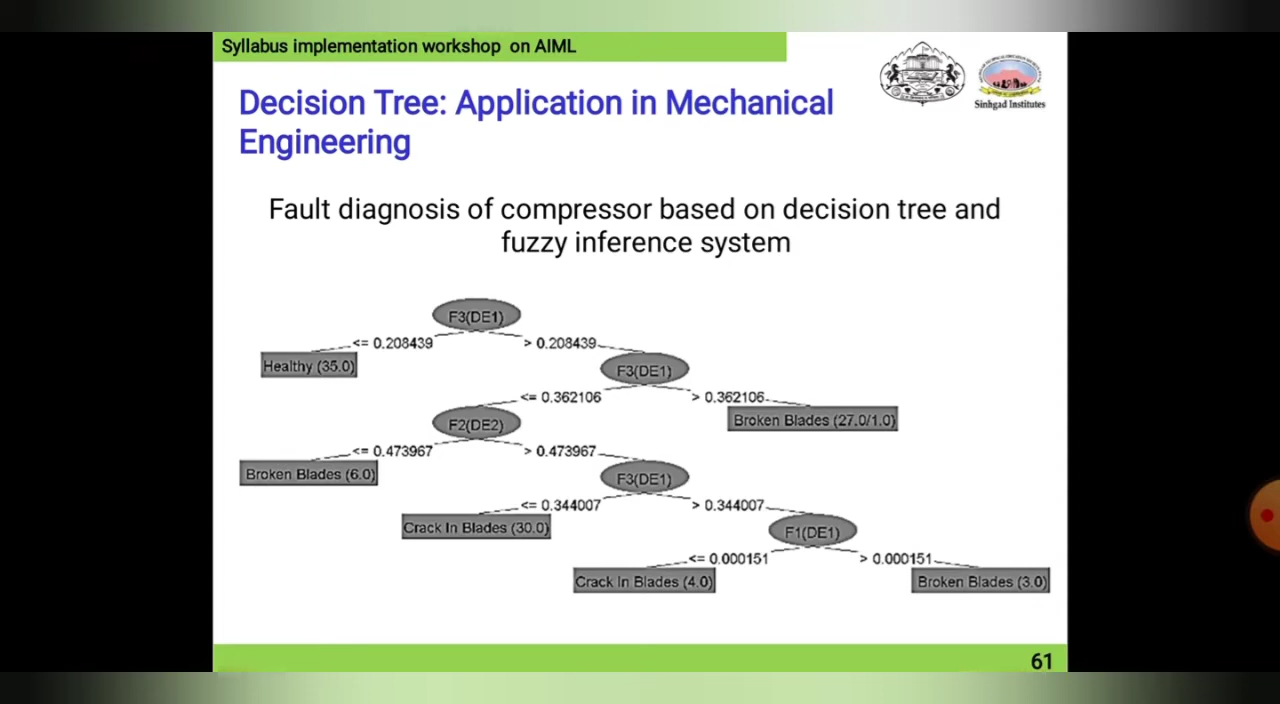 Syllabus implementation workshop on AIML
Sinhgad Institutes
Decision Tree: Application in Mechanical
Engineering
Fault diagnosis of compressor based on decision tree and
fuzzy inference system
F3(DE1)
<= 0.208439
> 0.208439
Healthy (35.0)
F3(DE1)
<= 0.362106
> 0.362106
F2(DE2)
Broken Blades (27.0/1.0)
<= 0.473967
> 0.473967
Broken Blades (6.0)
F3(DE1)
<= 0.344007
> 0.344007
Crack In Blades (30.0)
F1(DE1)
<= 0.000151
> 0.000151
Crack In Blades (4.0)
Broken Blades (3.0)
61